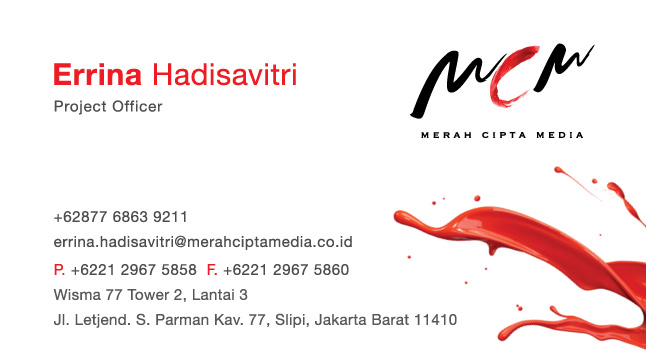 Errina Hadisavitri
Project Officer
MCM
MERAH CIPTA MEDIA
+62877 6863 9211
errina.hadisavitri@merahciptamedia.co.id
P. +6221 2967 5858 F. +6221 2967 5860
Wisma 77 Tower 2, Lantai 3
Jl. Letjend. S. Parman Kav. 77, Slipi, Jakarta Barat 11410